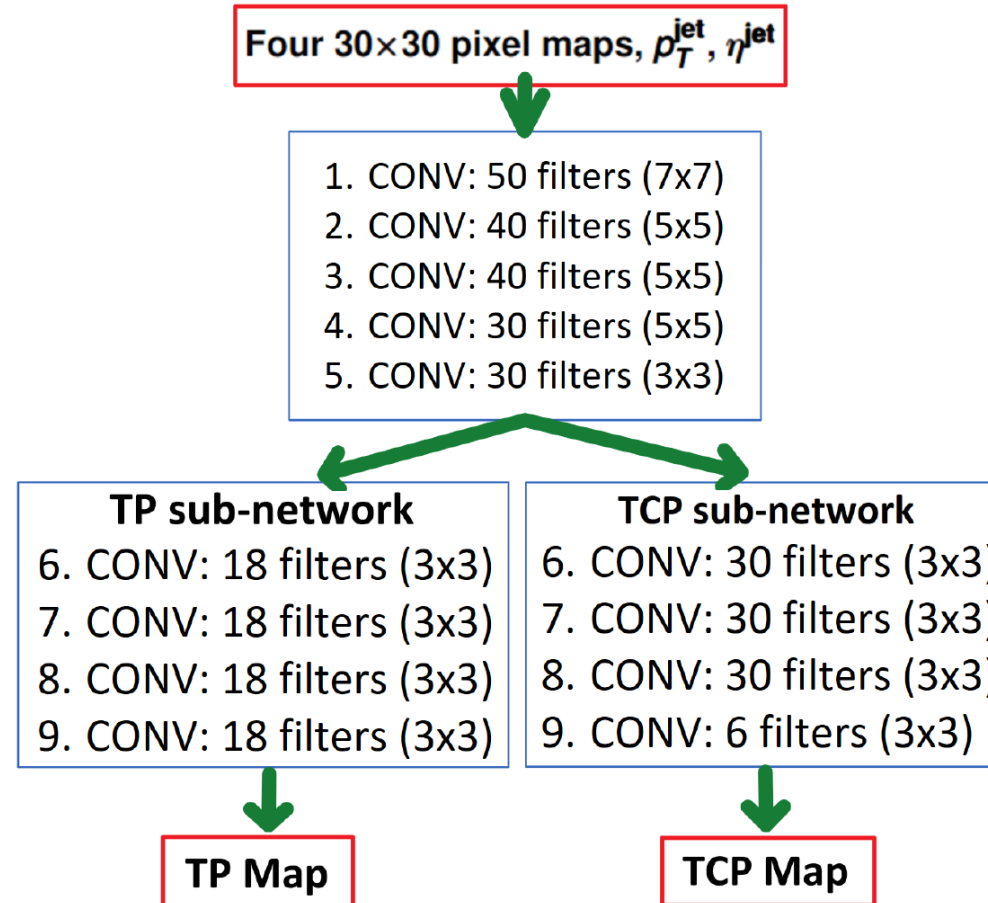 Four 30×30 pixel maps, p_T^jet, η^jet
1. CONV: 50 filters (7x7)
2. CONV: 40 filters (5x5)
3. CONV: 40 filters (5x5)
4. CONV: 30 filters (5x5)
5. CONV: 30 filters (3x3)
TP sub-network
6. CONV: 18 filters (3x3)
7. CONV: 18 filters (3x3)
8. CONV: 18 filters (3x3)
9. CONV: 18 filters (3x3)
TP Map
TCP sub-network
6. CONV: 30 filters (3x3)
7. CONV: 30 filters (3x3)
8. CONV: 30 filters (3x3)
9. CONV: 6 filters (3x3)
TCP Map